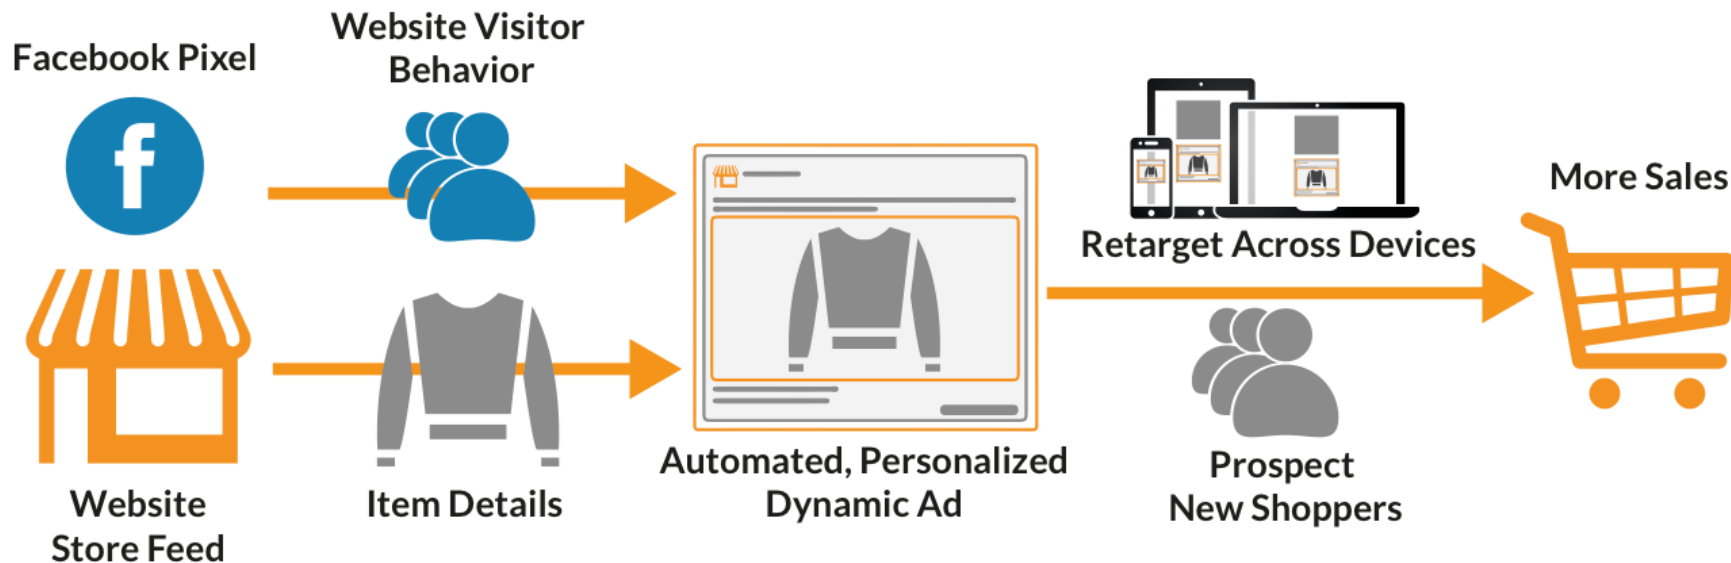 Facebook Pixel
Website Visitor
Behavior
Website
Store Feed
Item Details
Automated, Personalized
Dynamic Ad
Retarget Across Devices
Prospect
New Shoppers
More Sales